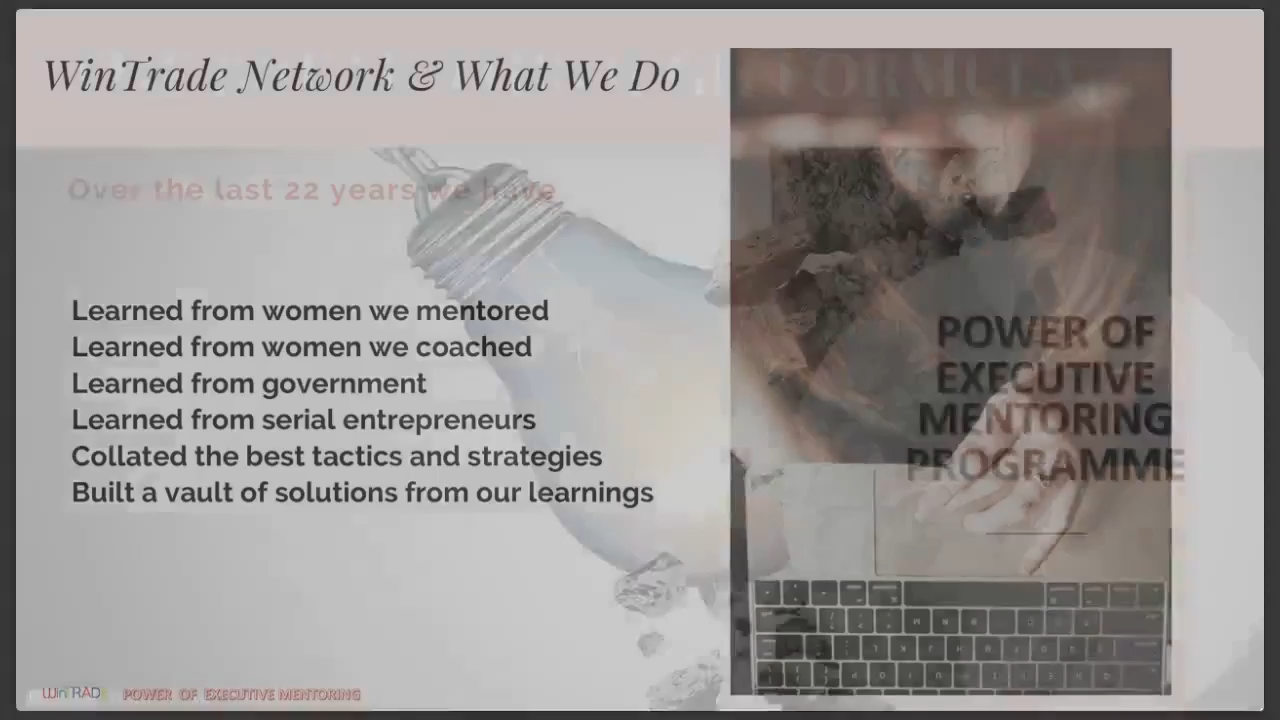 WinTrade Network & What We Do
FORMULA
Over the last 22 years we have
Learned from women we mentored
Learned from women we coached
Learned from government
Learned from serial entrepreneurs
Collated the best tactics and strategies
Built a vault of solutions from our learnings
POWER OF
EXECUTIVE
MENTORING
PROGRAMME
WinTRADE POWER OF EXECUTIVE MENTORING